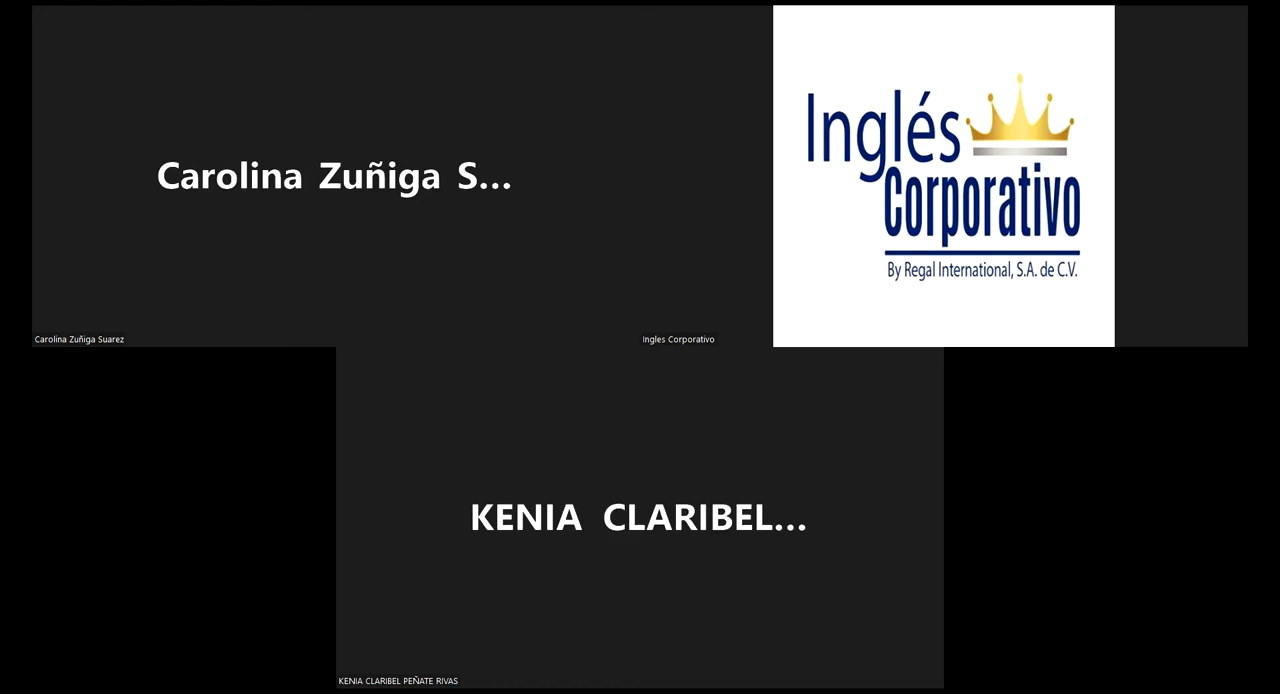 Carolina Zuñiga S...
Carolina Zuñiga Suarez
Inglés
Corporativo
By Regal International, S.A. de C.V.
Ingles Corporativo
KENIA CLARIBEL...
KENIA CLARIBEL PEÑATE RIVAS